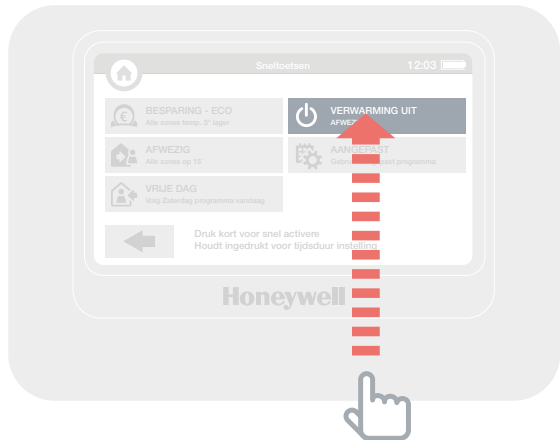 Sneltoetsen
12:03
BESPARING - ECO
Alle zones temp. 3° lager
VERWARMING UIT
AFWEZIG
Alle zones op 15
AANGEPAST
programma
VRIJE DAG
Volg Zaterdag programma vandaag
Druk kort voor snel activere
Houdt ingedrukt voor tijdsduur instelling
Honeywell